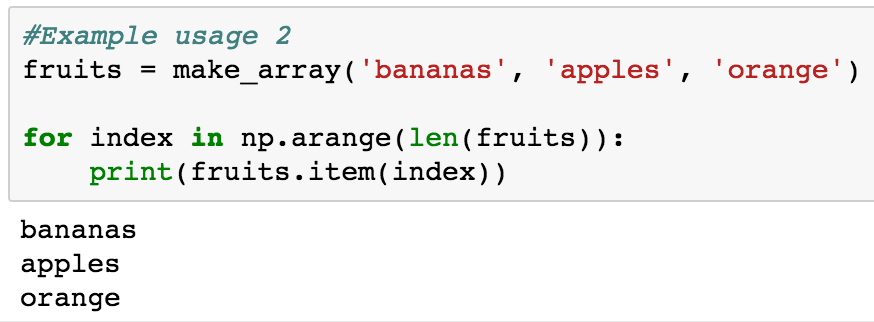 #Example usage 2
fruits = make_array('bananas', 'apples', 'orange')
for index in np.arange(len(fruits)):
    print(fruits.item(index))
bananas
apples
orange